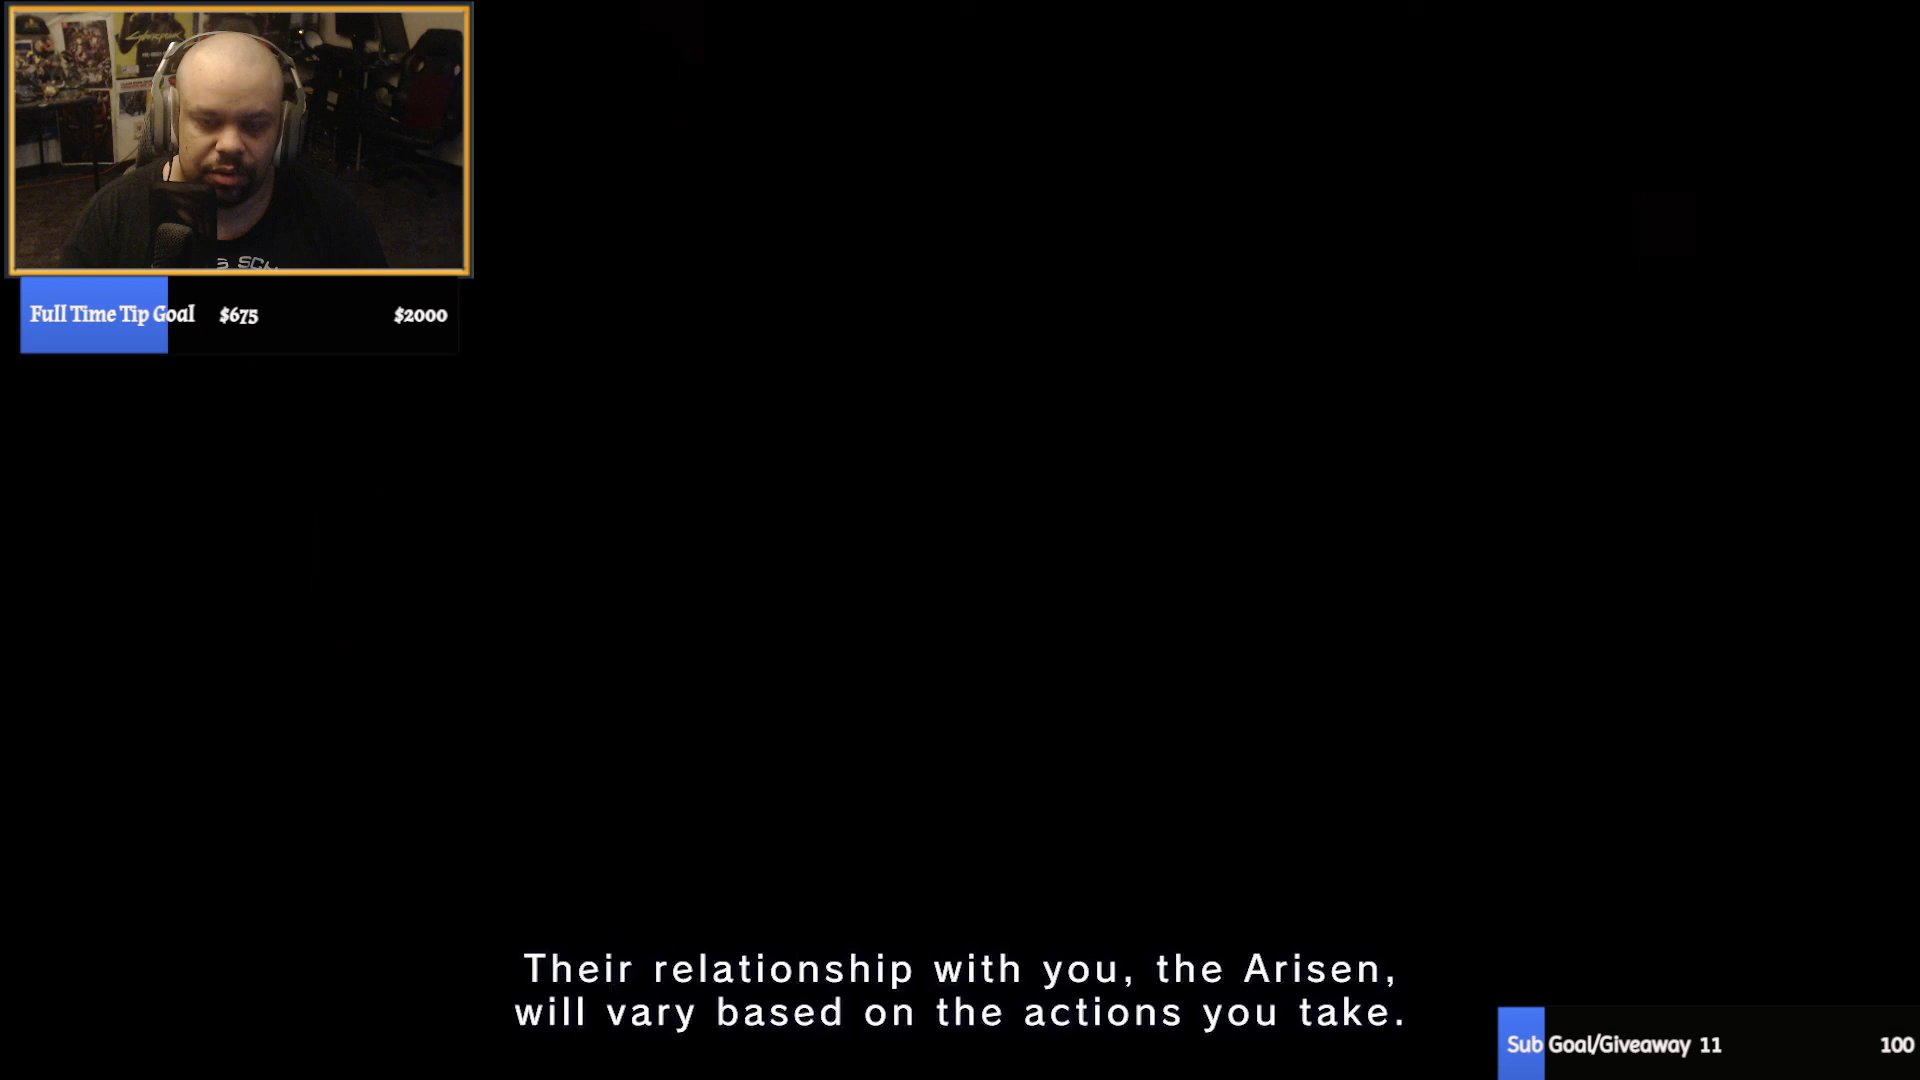 CYBERPUNK
Full Time Tip Goal $675 $2000
Their relationship with you, the Arisen,
will vary based on the actions you take.
Sub Goal/Giveaway 11 100